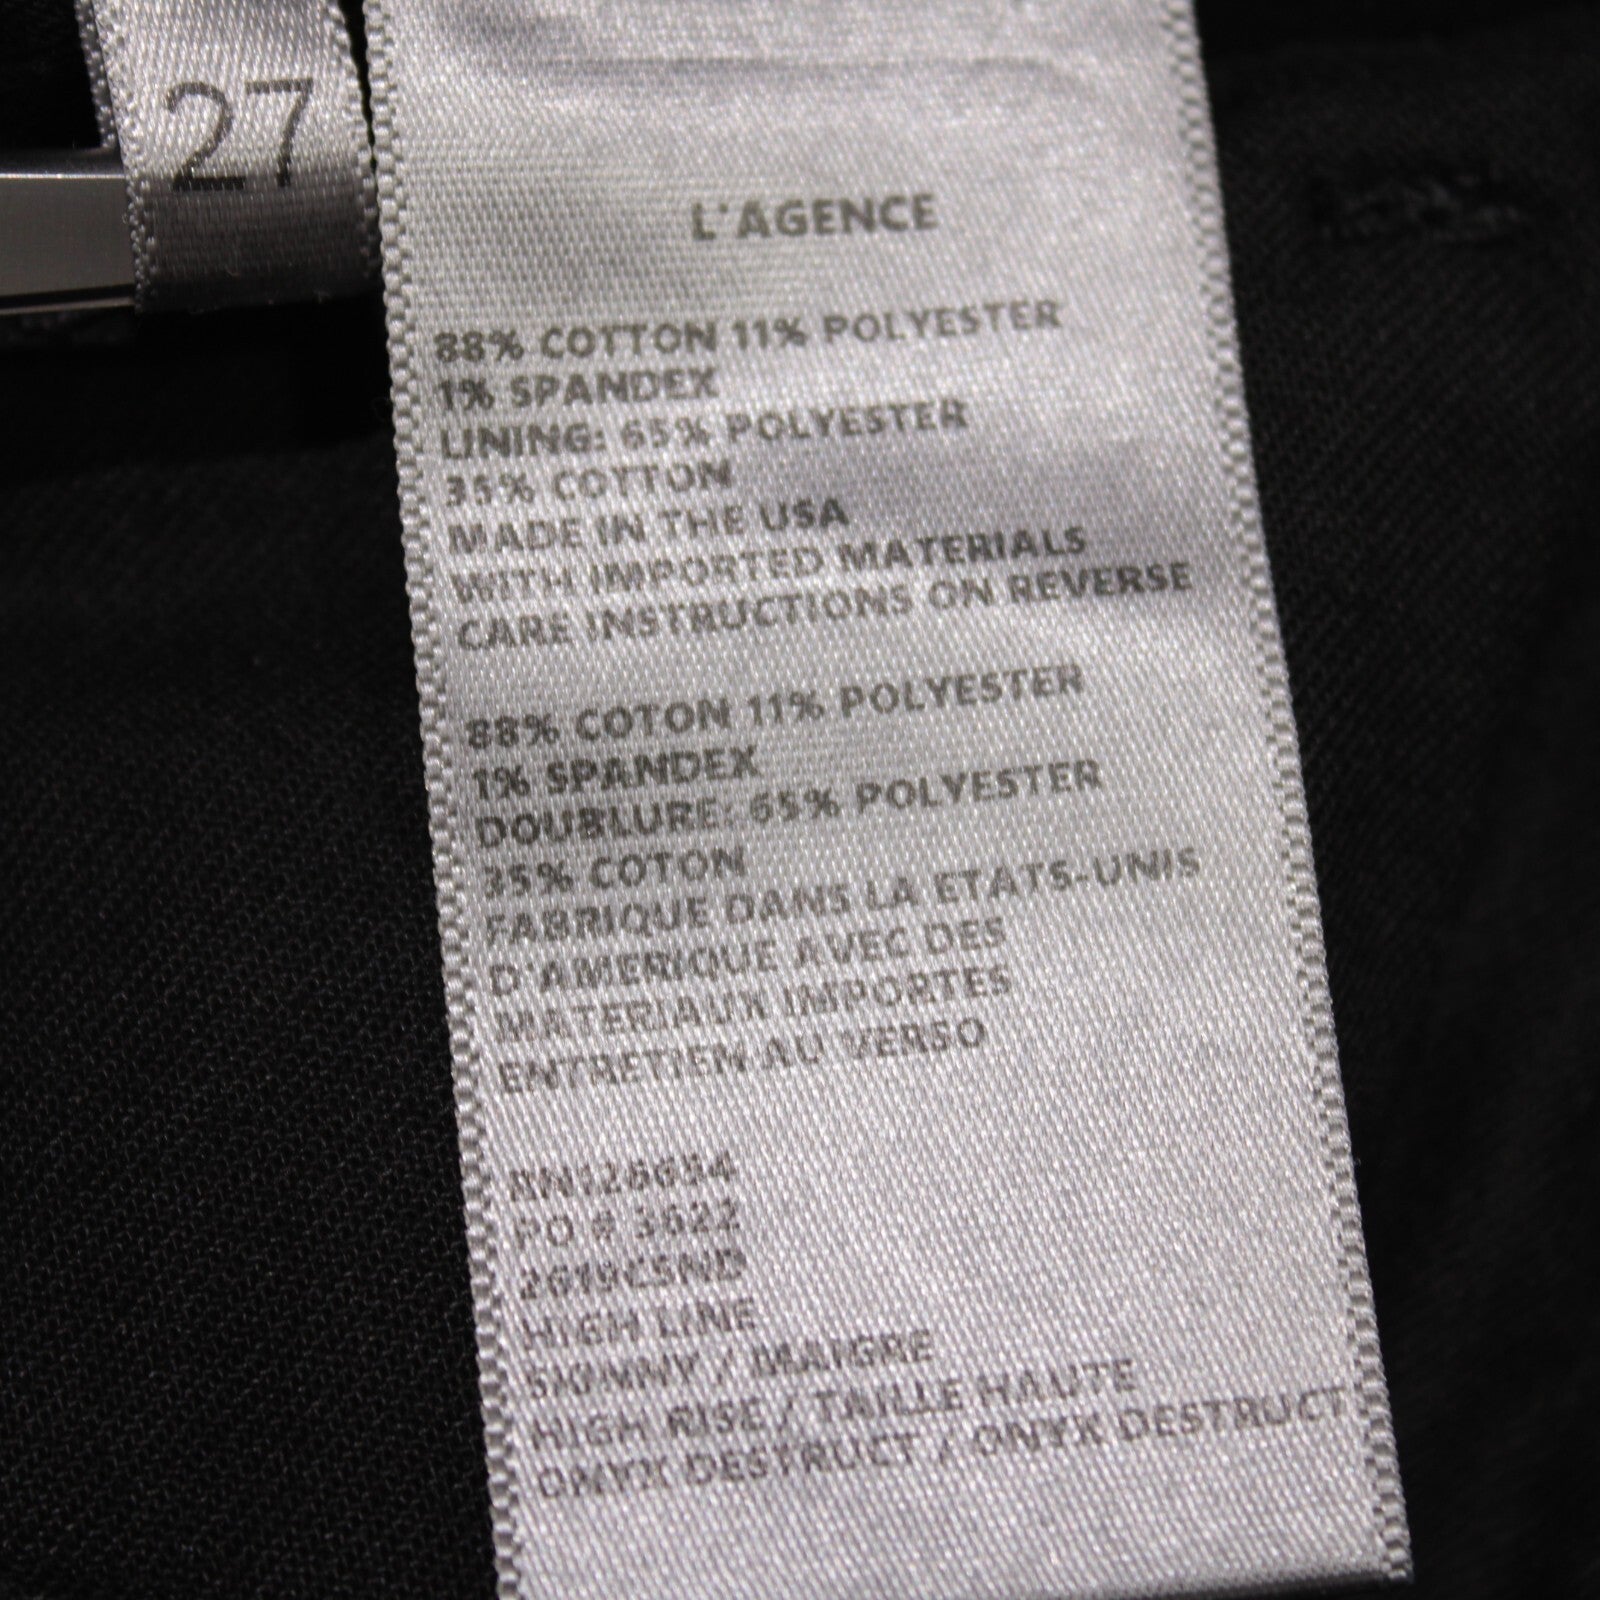 27
L'AGENCE
88% COTTON 11% POLYESTER
1% SPANDEX
LINING: 65% POLYESTER
35% COTTON
MADE IN THE USA
WITH IMPORTED MATERIALS
CARE INSTRUCTIONS ON REVERSE
88% COTON 11% POLYESTER
1% SPANDEX
DOUBLURE: 65% POLYESTER
35% COTON
FABRIQUE DANS LA ETATS-UNIS
D'AMERIQUE AVEC DES
MATERIAUX IMPORTES
ENTRETIEN AU VERSO
RN128654
PO # 3622
2619CSND
HIGH LINE
SKINNY / MAIGRE
HIGH RISE / TAILLE HAUTE
ONYX DESTRUCT / ONYX DESTRUCT